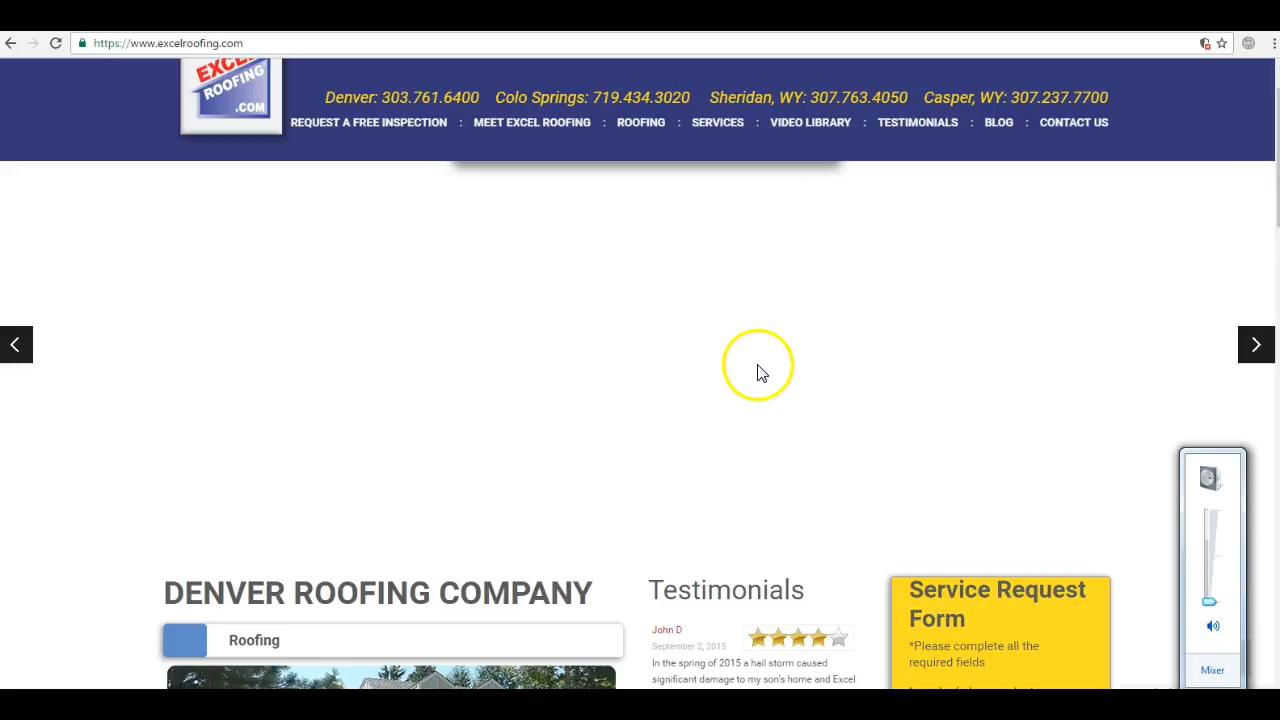 https://www.excelroofing.com
EXCEL
ROOFING
.COM
Denver: 303.761.6400 Colo Springs: 719.434.3020 Sheridan, WY: 307.763.4050 Casper, WY: 307.237.7700
REQUEST A FREE INSPECTION : MEET EXCEL ROOFING : ROOFING : SERVICES : VIDEO LIBRARY : TESTIMONIALS : BLOG : CONTACT US
DENVER ROOFING COMPANY
Roofing
Testimonials
John D
September 2, 2015
In the spring of 2015 a hail storm caused
significant damage to my son's home and Excel
Service Request
Form
*Please complete all the
required fields
Mixer